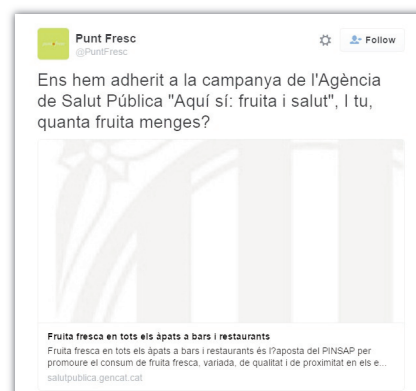 Punt Fresc
@PuntFresc
Follow
Ens hem adherit a la campanya de l'Agència
de Salut Pública "Aquí sí: fruita i salut", I tu,
quanta fruita menges?
Fruita fresca en tots els àpats a bars i restaurants
Fruita fresca en tots els àpats a bars i restaurants és l?aposta del PINSAP per
promoure el consum de fruita fresca, variada, de qualitat i de proximitat en els e...
salutpublica.gencat.cat